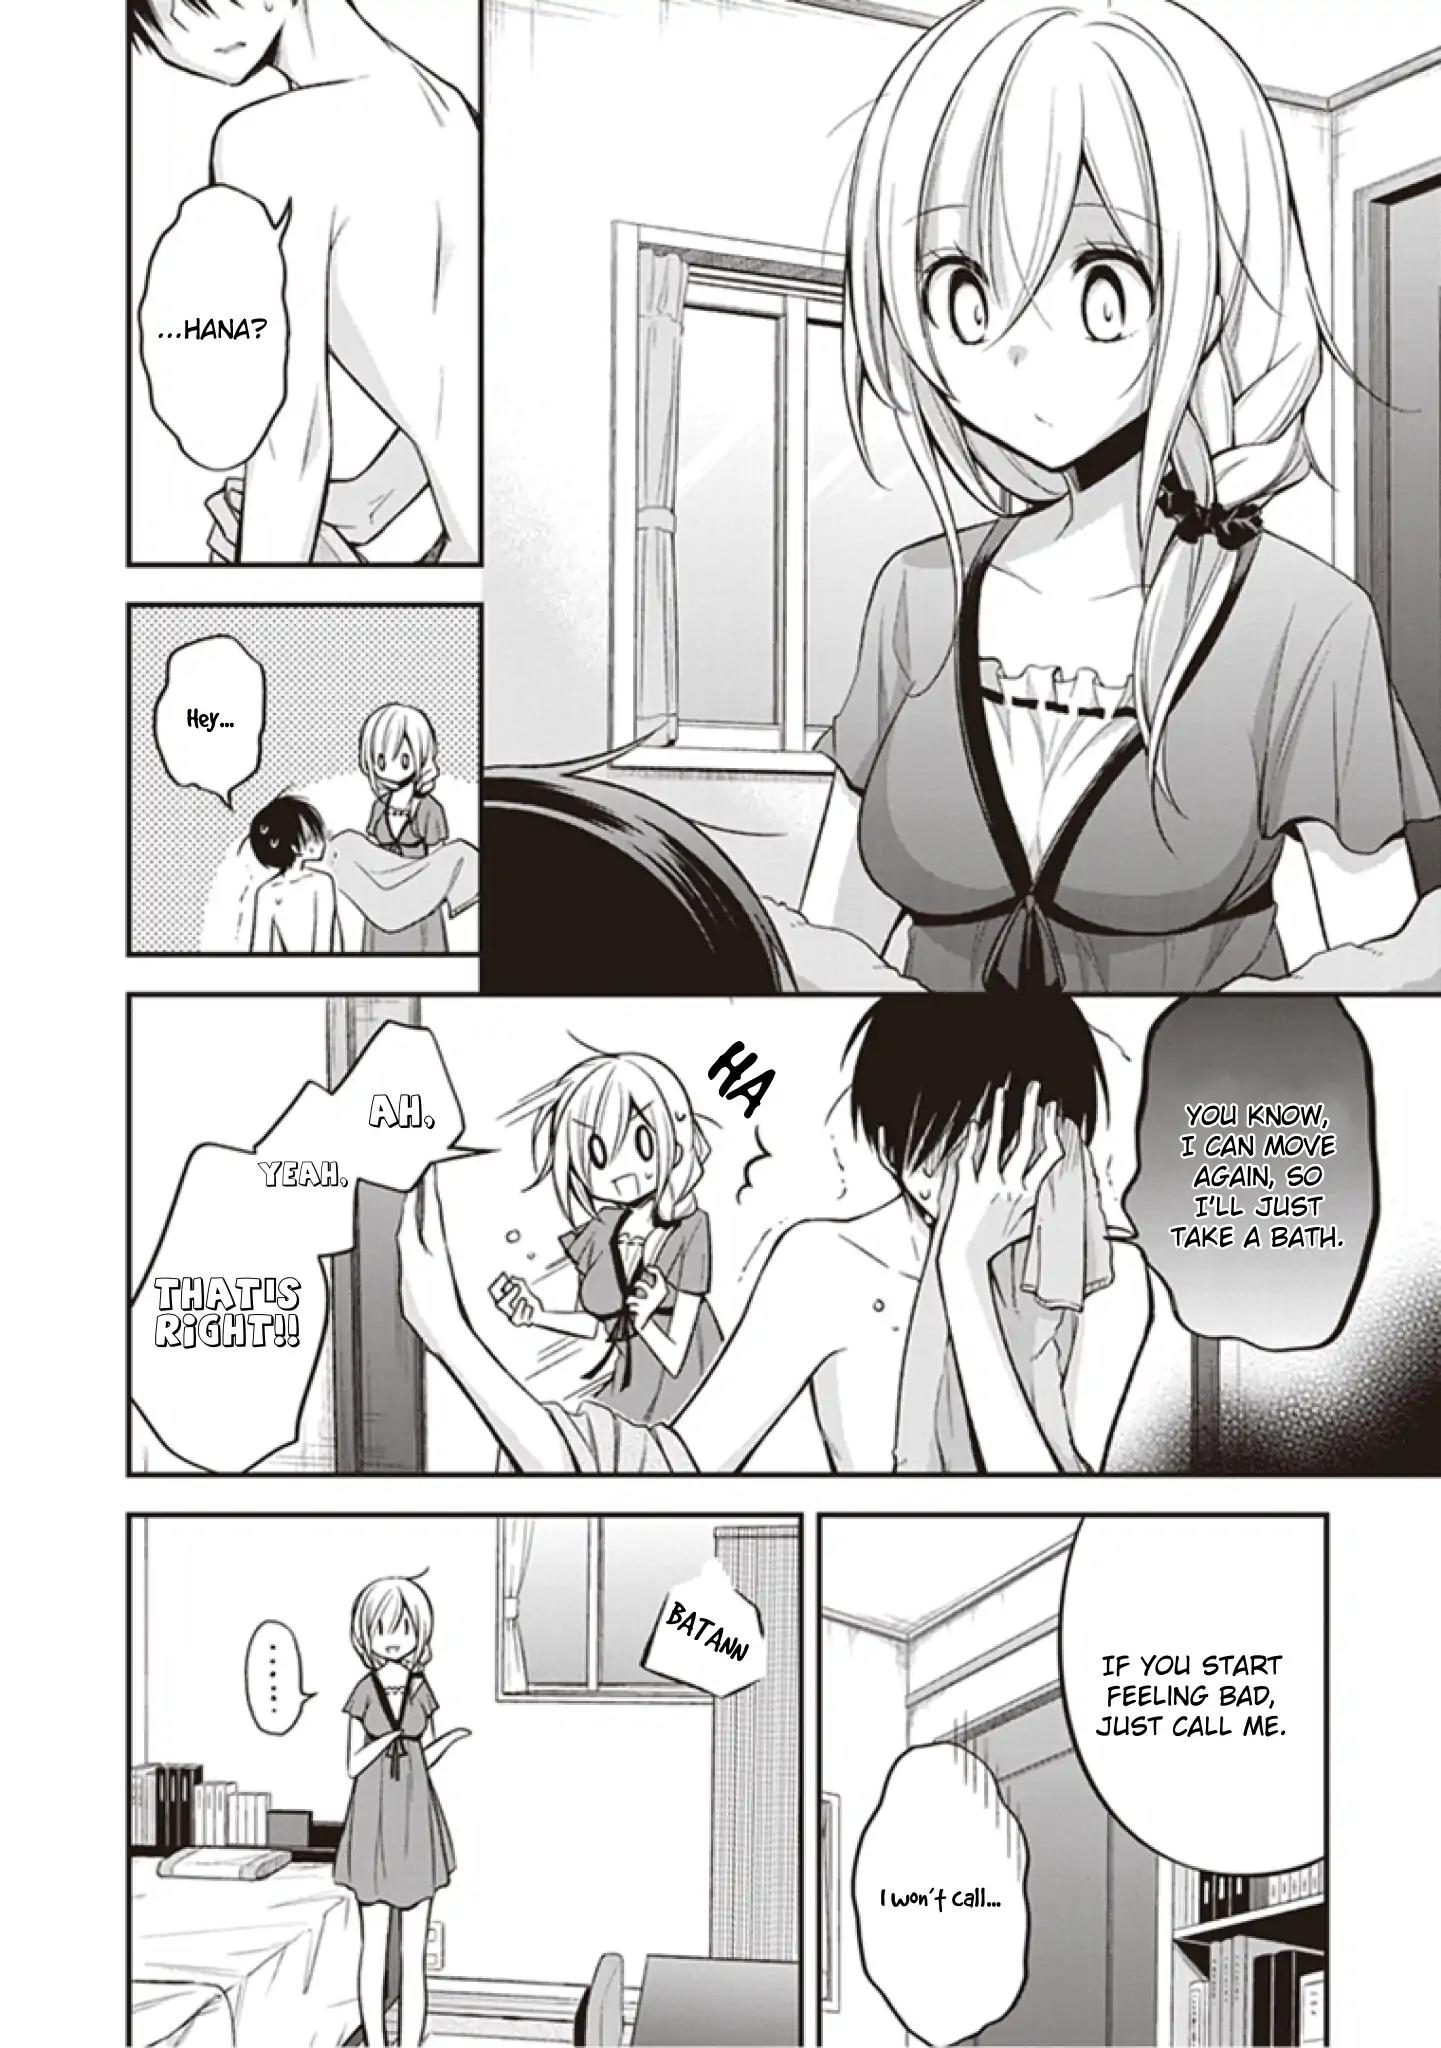 ...HANA?
Hey...
YOU KNOW,
I CAN MOVE
AGAIN, SO
I'LL JUST
TAKE A BATH.
HA
AH,
YEAH,
THAT'S
RIGHT!!
IF YOU START
FEELING BAD,
JUST CALL ME.
I won't call...
BATANN
......